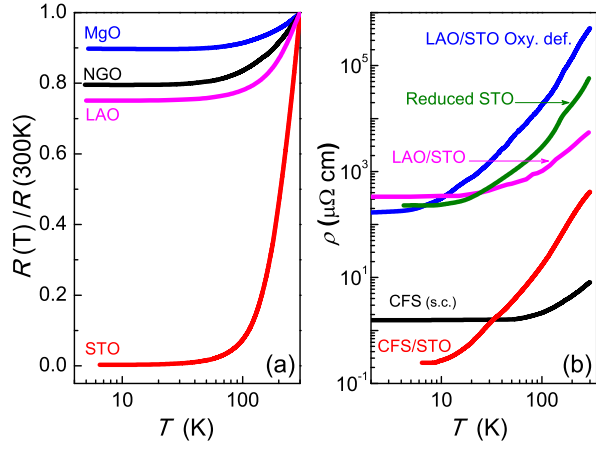 1.0
0.8
0.6
0.4
0.2
0.0
R(T)/R(300K)
MgO
NGO
LAO
STO
(a)
10
100
T (K)
10^5
10^3
10^1
10^-1
ρ (μΩ cm)
LAO/STO Oxy. def.
Reduced STO
LAO/STO
CFS (s.c.)
CFS/STO
(b)
10
100
T (K)